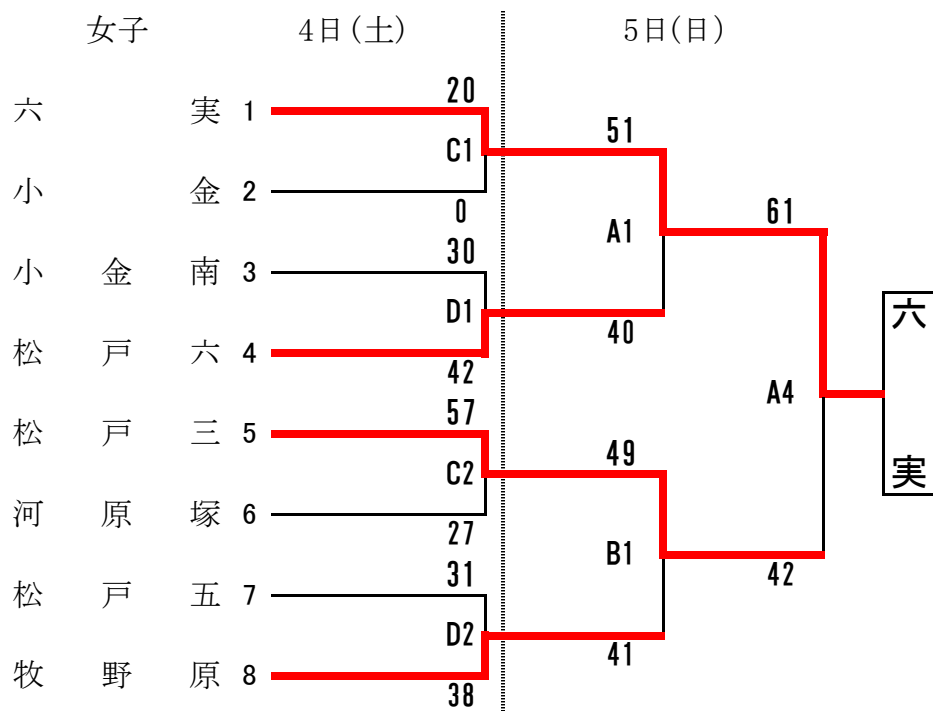 女子 4日(土) 5日(日)
20
六実 1
51
C1
小金 2
0
61
A1
30
小金南 3
六
D1
40
松戸六 4
42
A4
57
松戸三 5
49
実
C2
河原塚 6
27
B1
31
42
松戸五 7
D2
41
牧野原 8
38